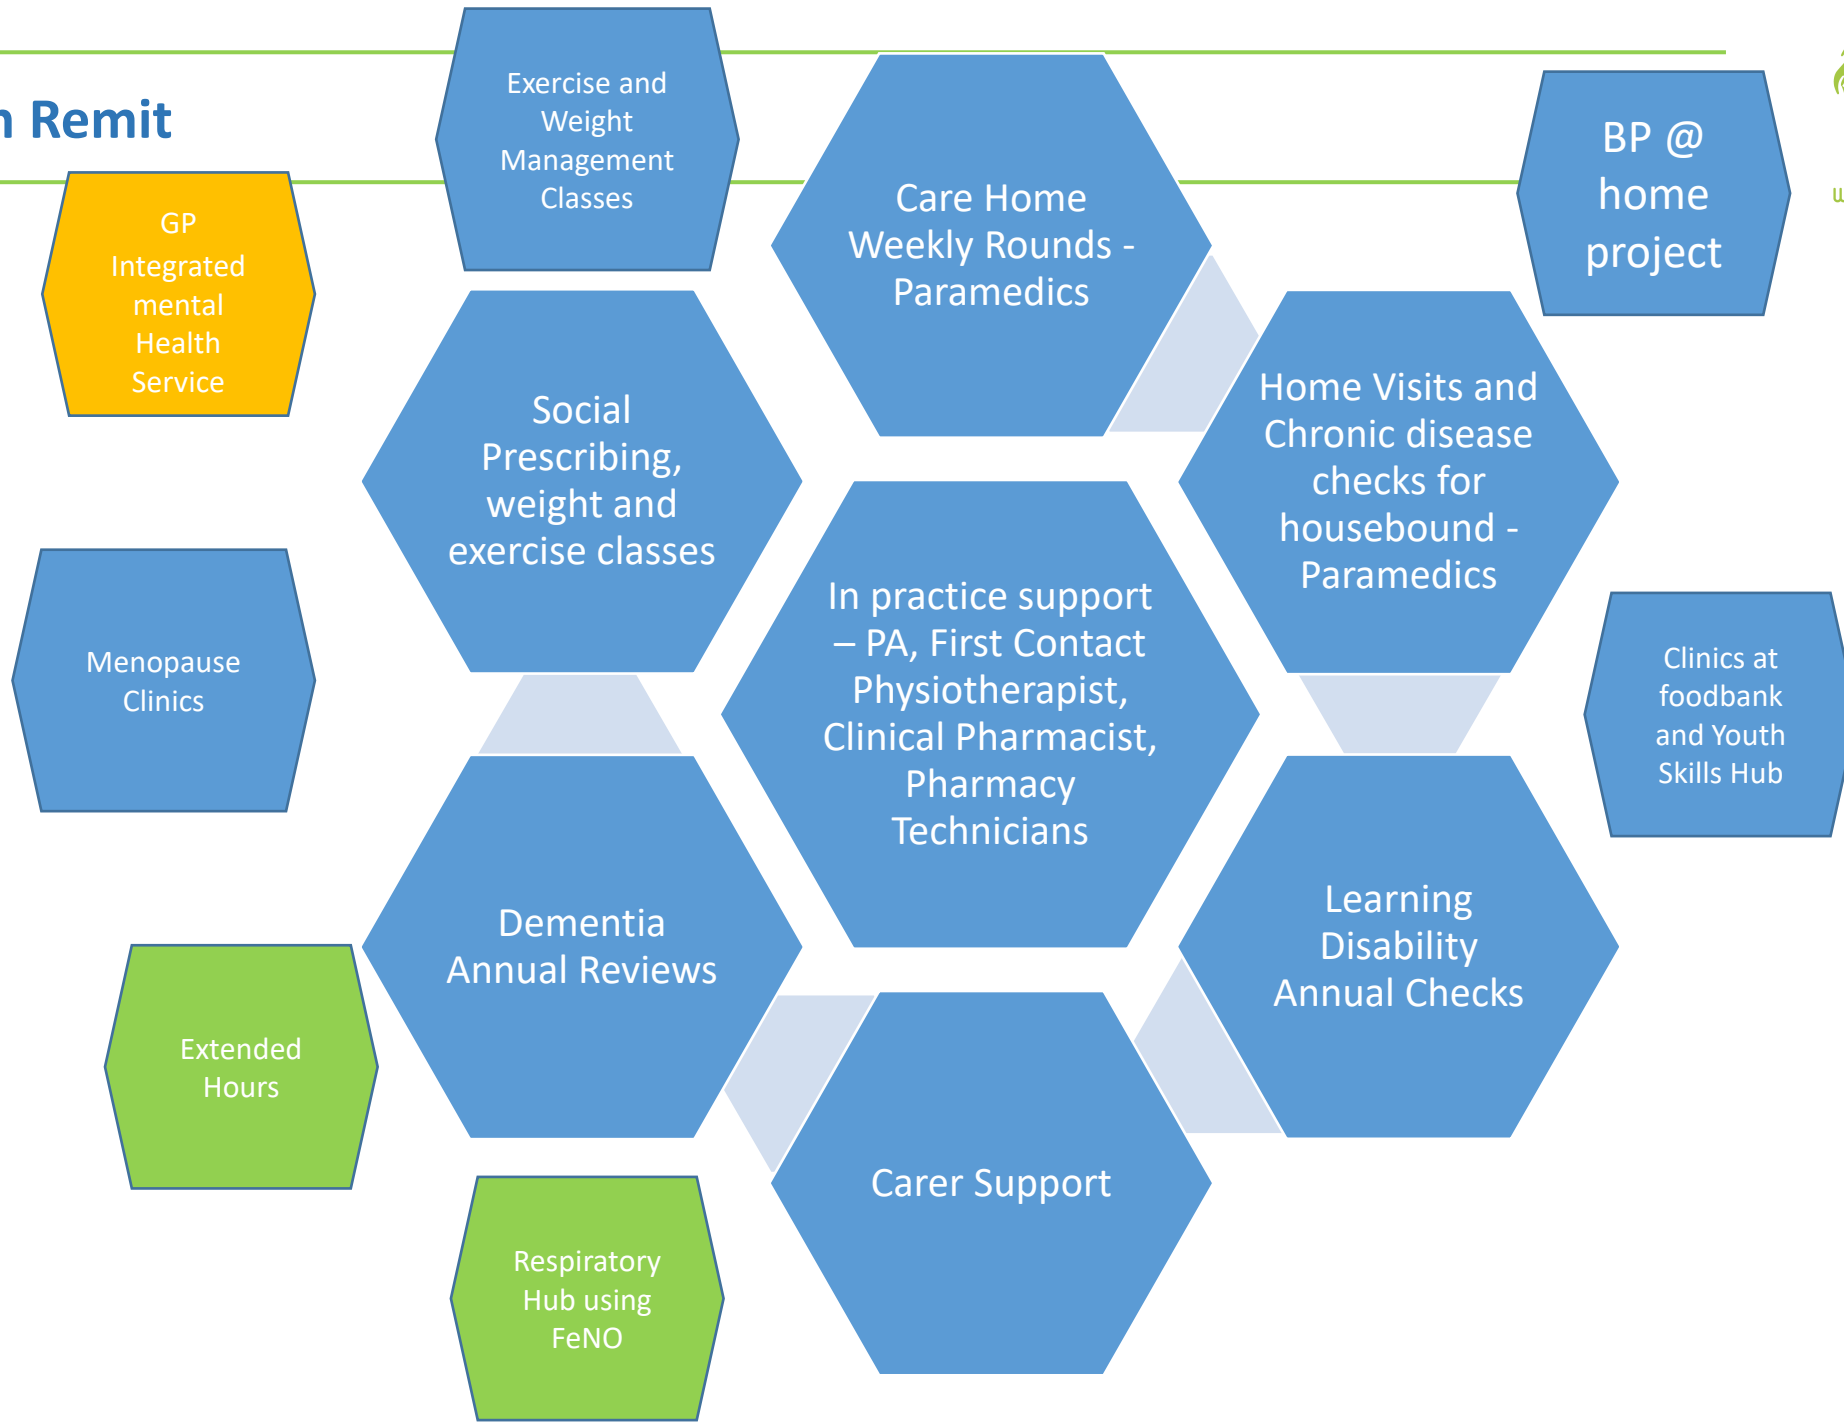 Remit
Exercise and
Weight
Management
Classes
Care Home
Weekly Rounds -
Paramedics
BP @
home
project
GP
Integrated
mental
Health
Service
Social
Prescribing,
weight and
exercise classes
Home Visits and
Chronic disease
checks for
housebound -
Paramedics
In practice support
– PA, First Contact
Physiotherapist,
Clinical Pharmacist,
Pharmacy
Technicians
Menopause
Clinics
Clinics at
foodbank
and Youth
Skills Hub
Dementia
Annual Reviews
Learning
Disability
Annual Checks
Extended
Hours
Carer Support
Respiratory
Hub using
FeNO